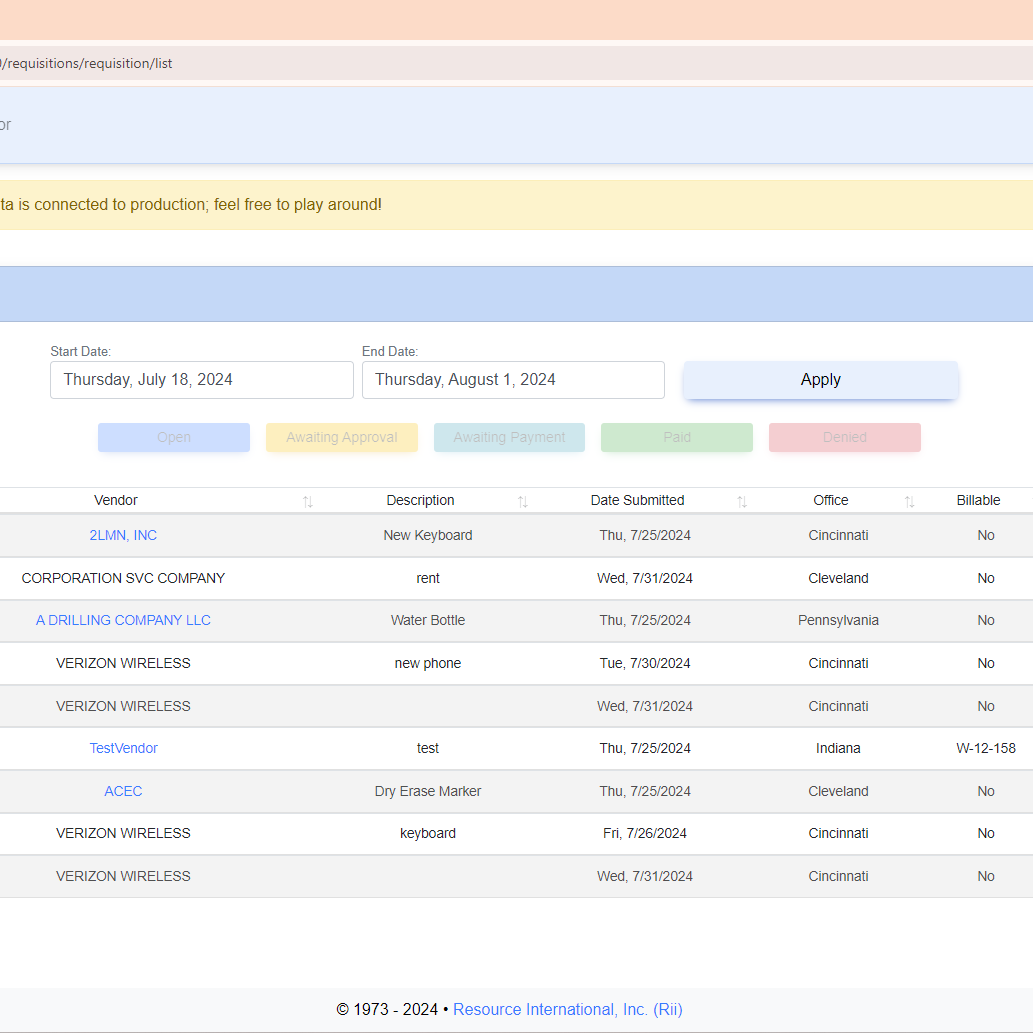 /requisitions/requisition/list
or
ta is connected to production; feel free to play around!
Start Date: End Date:
Thursday, July 18, 2024 Thursday, August 1, 2024 Apply
Open Awaiting Approval Awaiting Payment Paid Denied
Vendor Description Date Submitted Office Billable
2LMN, INC New Keyboard Thu, 7/25/2024 Cincinnati No
CORPORATION SVC COMPANY rent Wed, 7/31/2024 Cleveland No
A DRILLING COMPANY LLC Water Bottle Thu, 7/25/2024 Pennsylvania No
VERIZON WIRELESS new phone Tue, 7/30/2024 Cincinnati No
VERIZON WIRELESS Wed, 7/31/2024 Cincinnati No
TestVendor test Thu, 7/25/2024 Indiana W-12-158
ACEC Dry Erase Marker Thu, 7/25/2024 Cleveland No
VERIZON WIRELESS keyboard Fri, 7/26/2024 Cincinnati No
VERIZON WIRELESS Wed, 7/31/2024 Cincinnati No
© 1973 - 2024 • Resource International, Inc. (Rii)